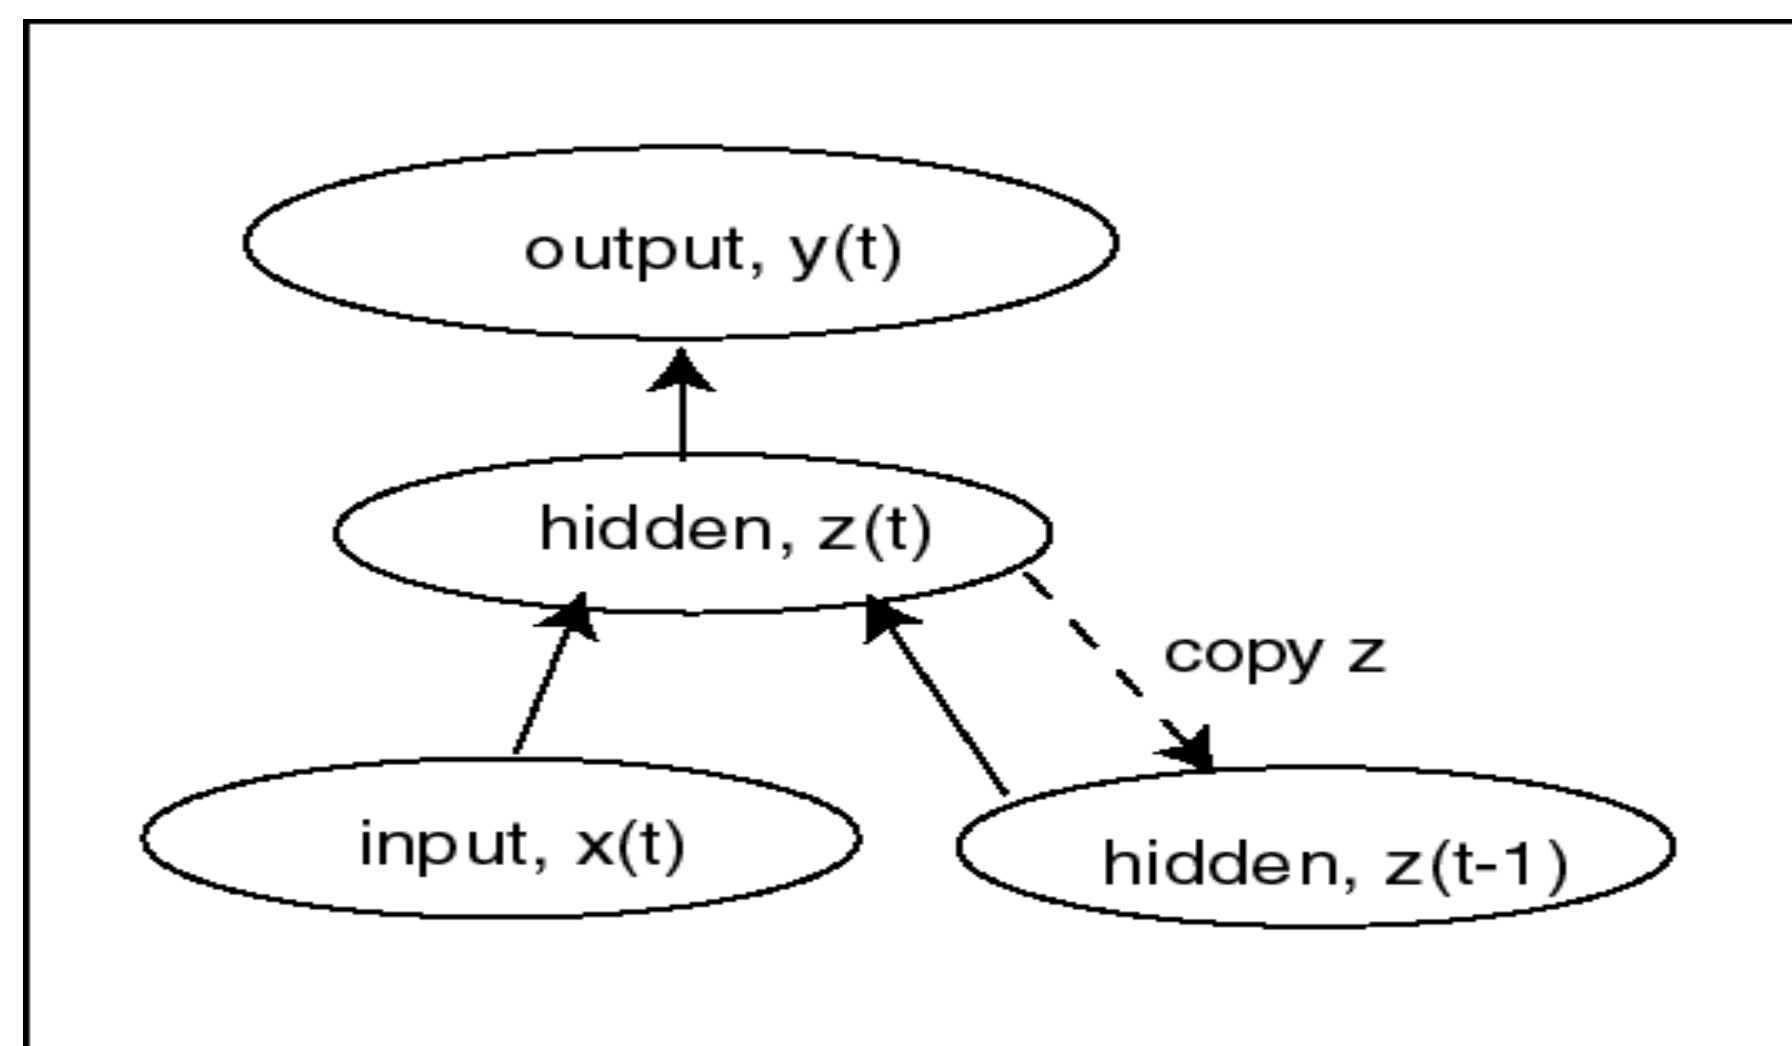 output, y(t)
hidden, z(t)
copy z
input, x(t)
hidden, z(t-1)